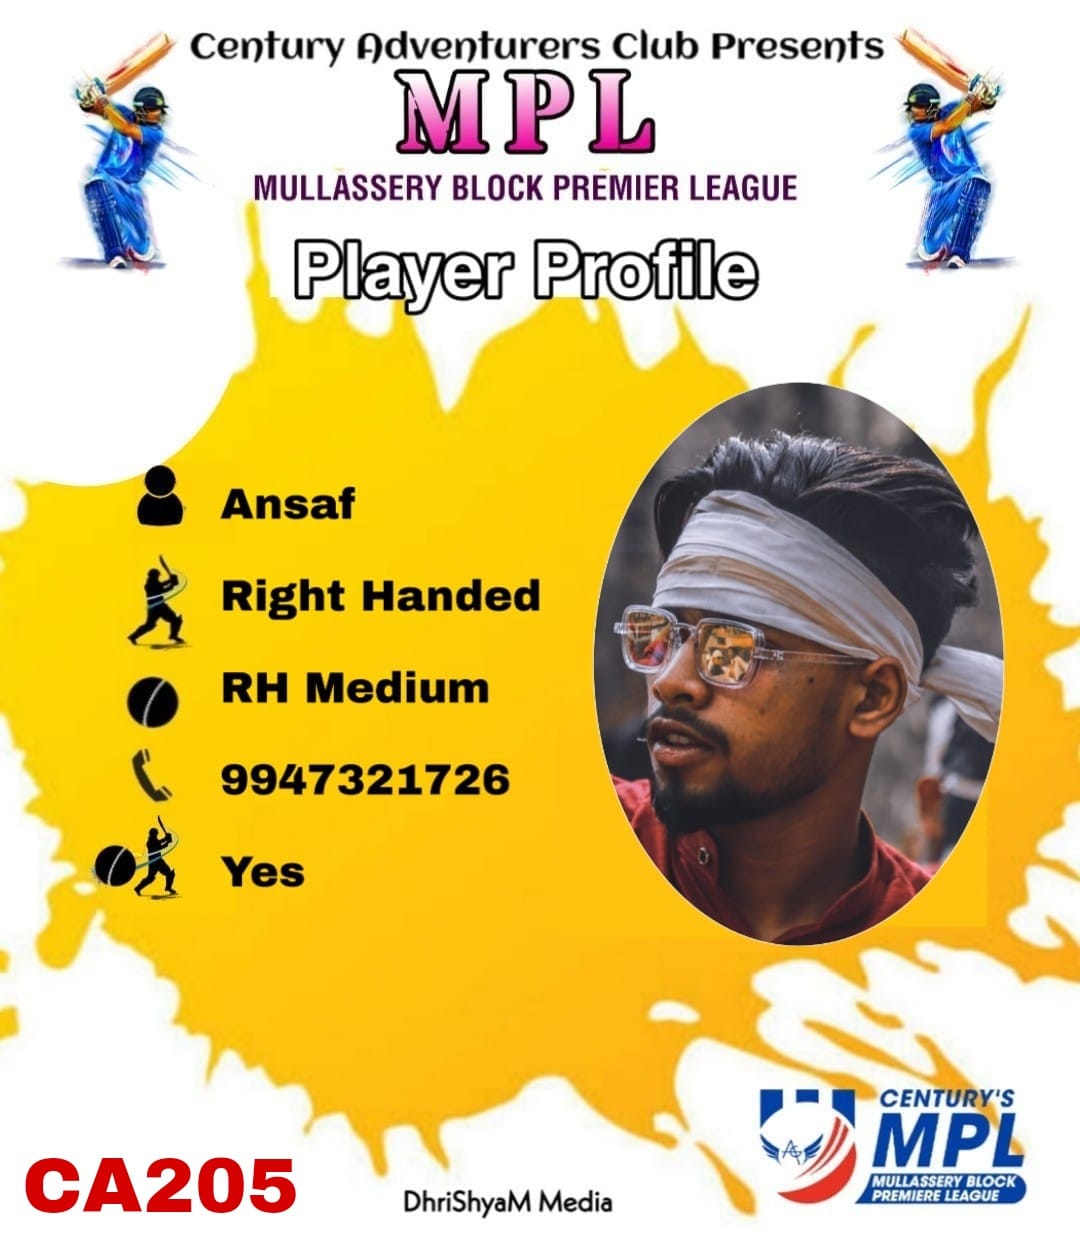 Century Adventurers Club Presents
MPL
MULLASSERY BLOCK PREMIER LEAGUE
Player Profile
Ansaf
Right Handed
RH Medium
9947321726
Yes
CENTURY'S
MPL
MULLASSERY BLOCK
PREMIERE LEAGUE
CA205
DhriShyaM Media